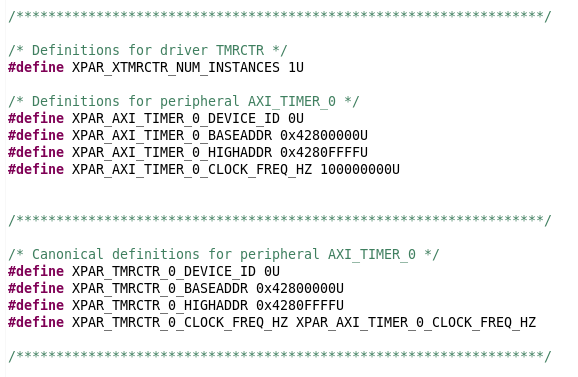 /******************************************************************/
/* Definitions for driver TMRCTR */
#define XPAR_XTMRCTR_NUM_INSTANCES 1U
/* Definitions for peripheral AXI_TIMER_0 */
#define XPAR_AXI_TIMER_0_DEVICE_ID 0U
#define XPAR_AXI_TIMER_0_BASEADDR 0x42800000U
#define XPAR_AXI_TIMER_0_HIGHADDR 0x4280FFFFU
#define XPAR_AXI_TIMER_0_CLOCK_FREQ_HZ 100000000U
/******************************************************************/
/* Canonical definitions for peripheral AXI_TIMER_0 */
#define XPAR_TMRCTR_0_DEVICE_ID 0U
#define XPAR_TMRCTR_0_BASEADDR 0x42800000U
#define XPAR_TMRCTR_0_HIGHADDR 0x4280FFFFU
#define XPAR_TMRCTR_0_CLOCK_FREQ_HZ XPAR_AXI_TIMER_0_CLOCK_FREQ_HZ
/******************************************************************/